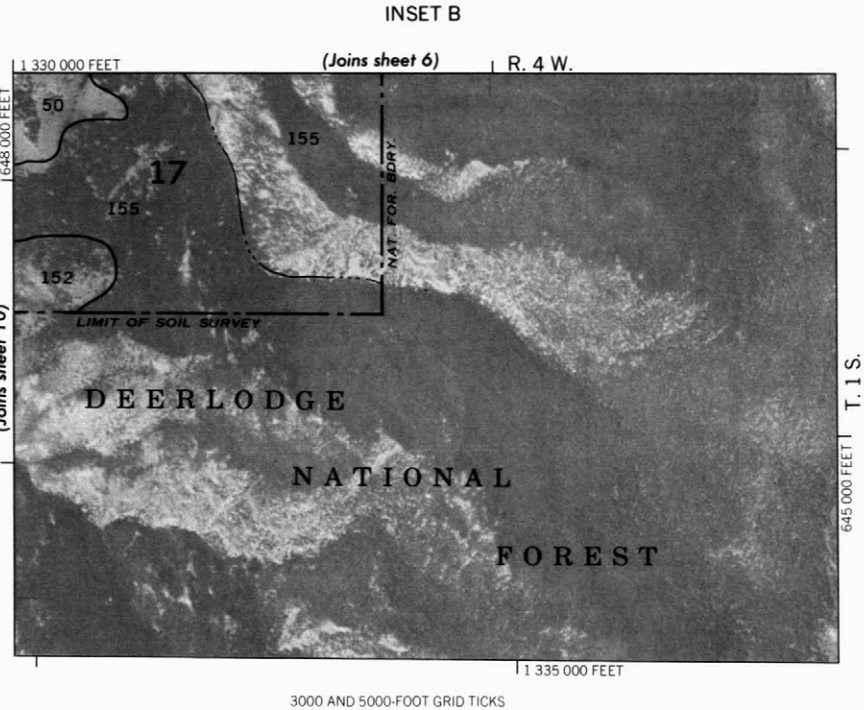 INSET B
1 330 000 FEET
(Joins sheet 6)
R. 4 W.
648 000 FEET
50
155
17
155
NAT. FOR. BDRY.
152
LIMIT OF SOIL SURVEY
T. 1 S.
DEERLODGE
NATIONAL
645 000 FEET
FOREST
1 335 000 FEET
3000 AND 5000-FOOT GRID TICKS